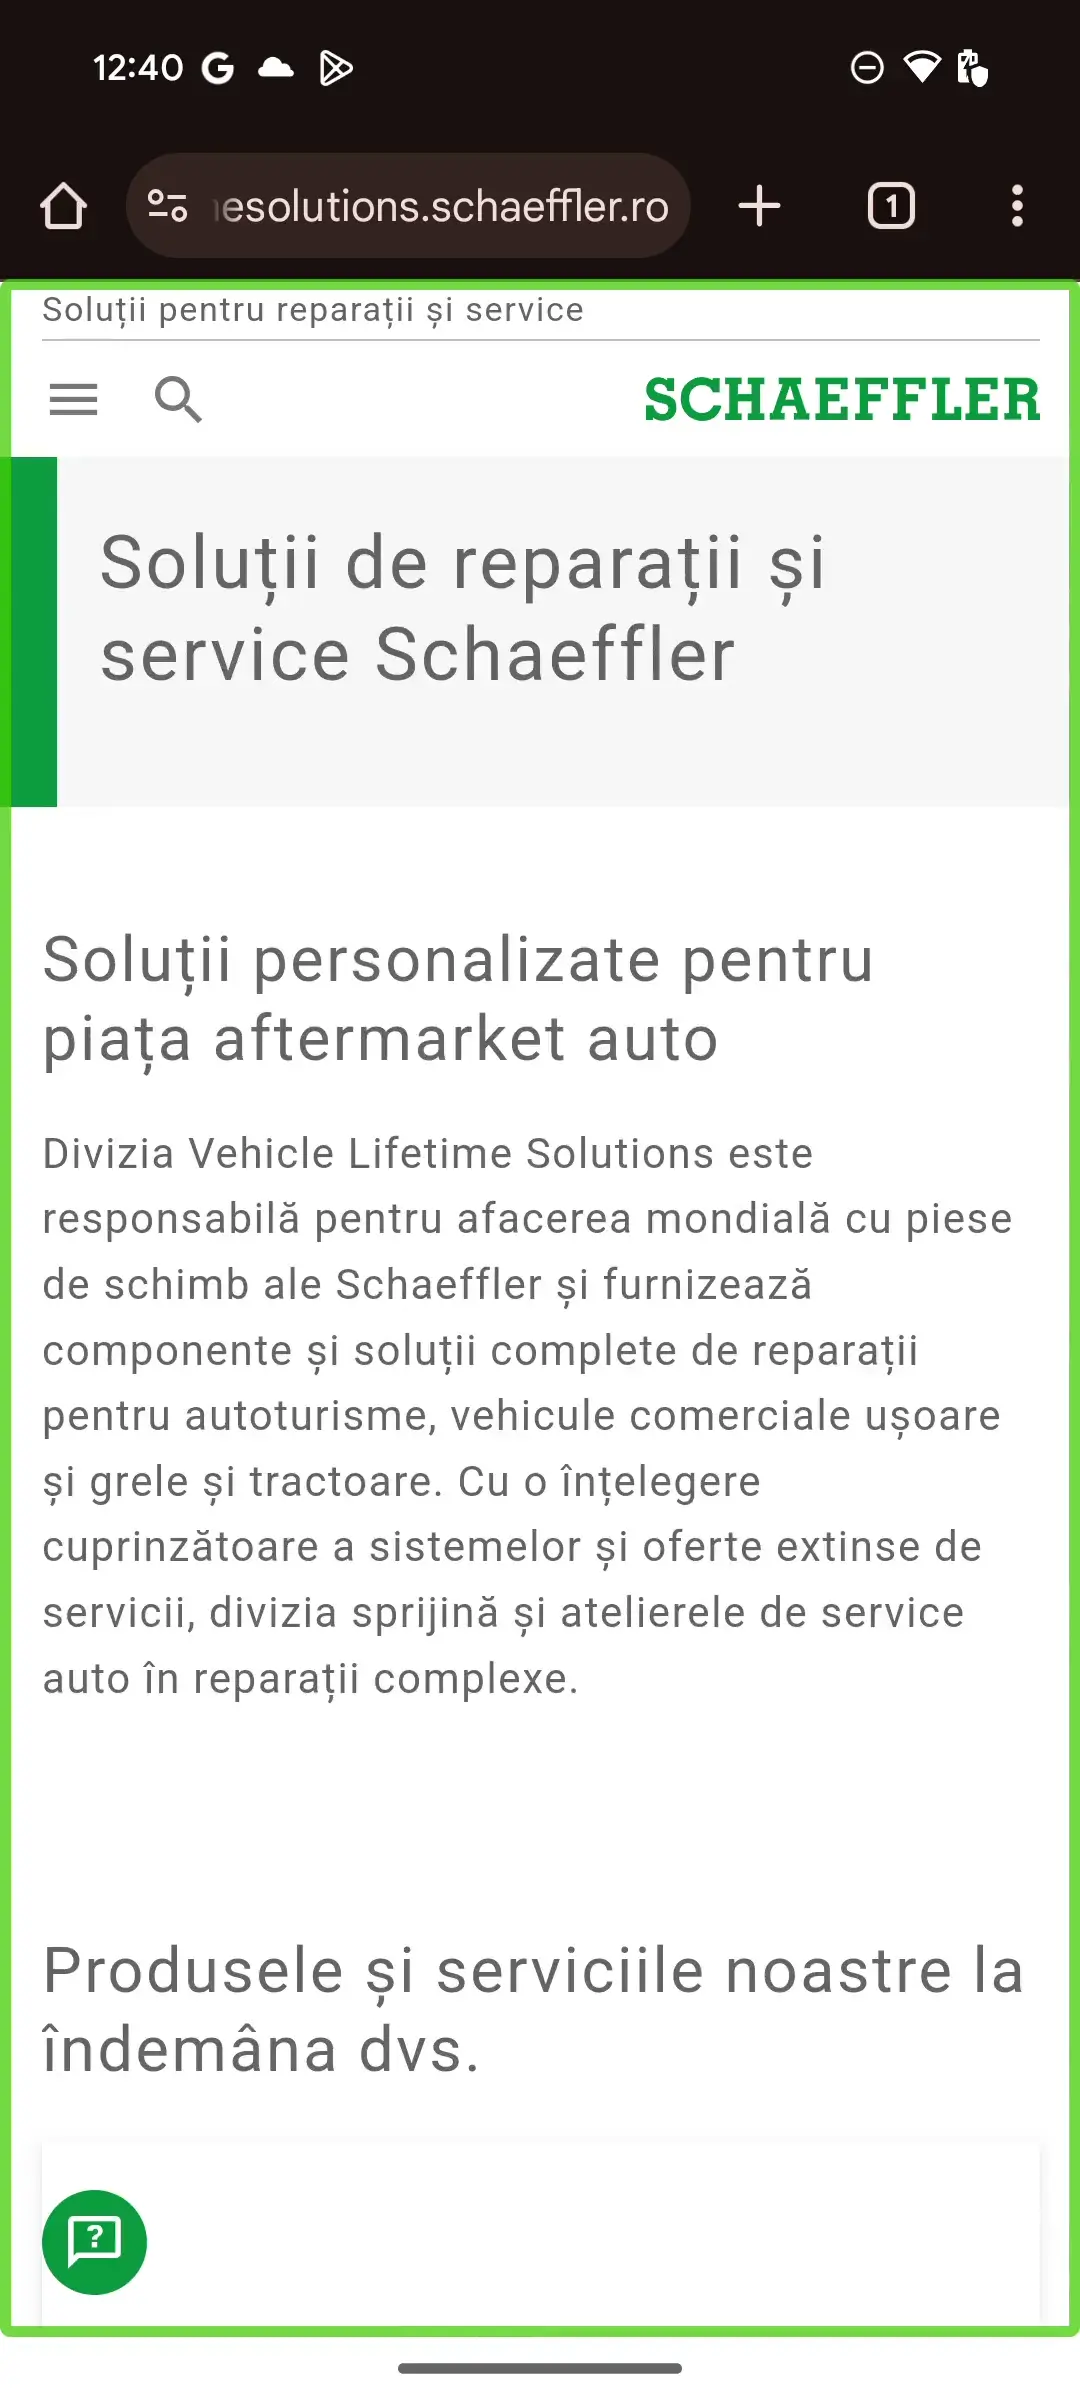 12:40
esolutions.schaeffler.ro
1
Soluții pentru reparații și service
SCHAEFFLER
Soluții de reparații și
service Schaeffler
Soluții personalizate pentru
piața aftermarket auto
Divizia Vehicle Lifetime Solutions este
responsabilă pentru afacerea mondială cu piese
de schimb ale Schaeffler și furnizează
componente și soluții complete de reparații
pentru autoturisme, vehicule comerciale ușoare
și grele și tractoare. Cu o înțelegere
cuprinzătoare a sistemelor și oferte extinse de
servicii, divizia sprijină și atelierele de service
auto în reparații complexe.
Produsele și serviciile noastre la
îndemâna dvs.